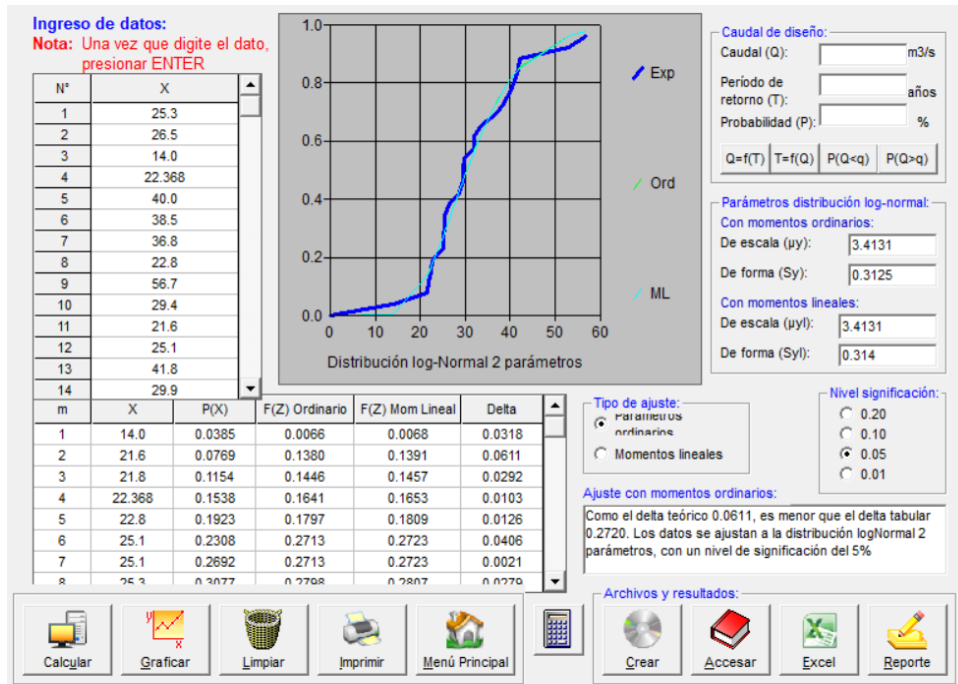 Ingreso de datos:
Nota: Una vez que digite el dato,
presionar ENTER
N° X
1 25.3
2 26.5
3 14.0
4 22.368
5 40.0
6 38.5
7 36.8
8 22.8
9 56.7
10 29.4
11 21.6
12 25.1
13 41.8
14 29.9
1.0
0.8
0.6
0.4
0.2
0.0
0 10 20 30 40 50 60
Distribución log-Normal 2 parámetros
Exp
Ord
ML
Caudal de diseño:
Caudal (Q): m3/s
Período de
retorno (T): años
Probabilidad (P): %
Q=f(T) T=f(Q) P(Q<q) P(Q>q)
Parámetros distribución log-normal:
Con momentos ordinarios:
De escala (µy): 3.4131
De forma (Sy): 0.3125
Con momentos lineales:
De escala (µyl): 3.4131
De forma (Syl): 0.314
m X P(X) F(Z) Ordinario F(Z) Mom Lineal Delta
1 14.0 0.0385 0.0066 0.0068 0.0318
2 21.6 0.0769 0.1380 0.1391 0.0611
3 21.8 0.1154 0.1446 0.1457 0.0292
4 22.368 0.1538 0.1641 0.1653 0.0103
5 22.8 0.1923 0.1797 0.1809 0.0126
6 25.1 0.2308 0.2713 0.2723 0.0406
7 25.1 0.2692 0.2713 0.2723 0.0021
8 25.3 0.3077 0.2798 0.2807 0.0279
Tipo de ajuste:
Parámetros
ordinarios
Momentos lineales
Nivel significación:
0.20
0.10
0.05
0.01
Ajuste con momentos ordinarios:
Como el delta teórico 0.0611, es menor que el delta tabular
0.2720. Los datos se ajustan a la distribución logNormal 2
parámetros, con un nivel de significación del 5%
Calcular
Graficar
Limpiar
Imprimir
Menú Principal
Archivos y resultados:
Crear
Accesar
Excel
Reporte